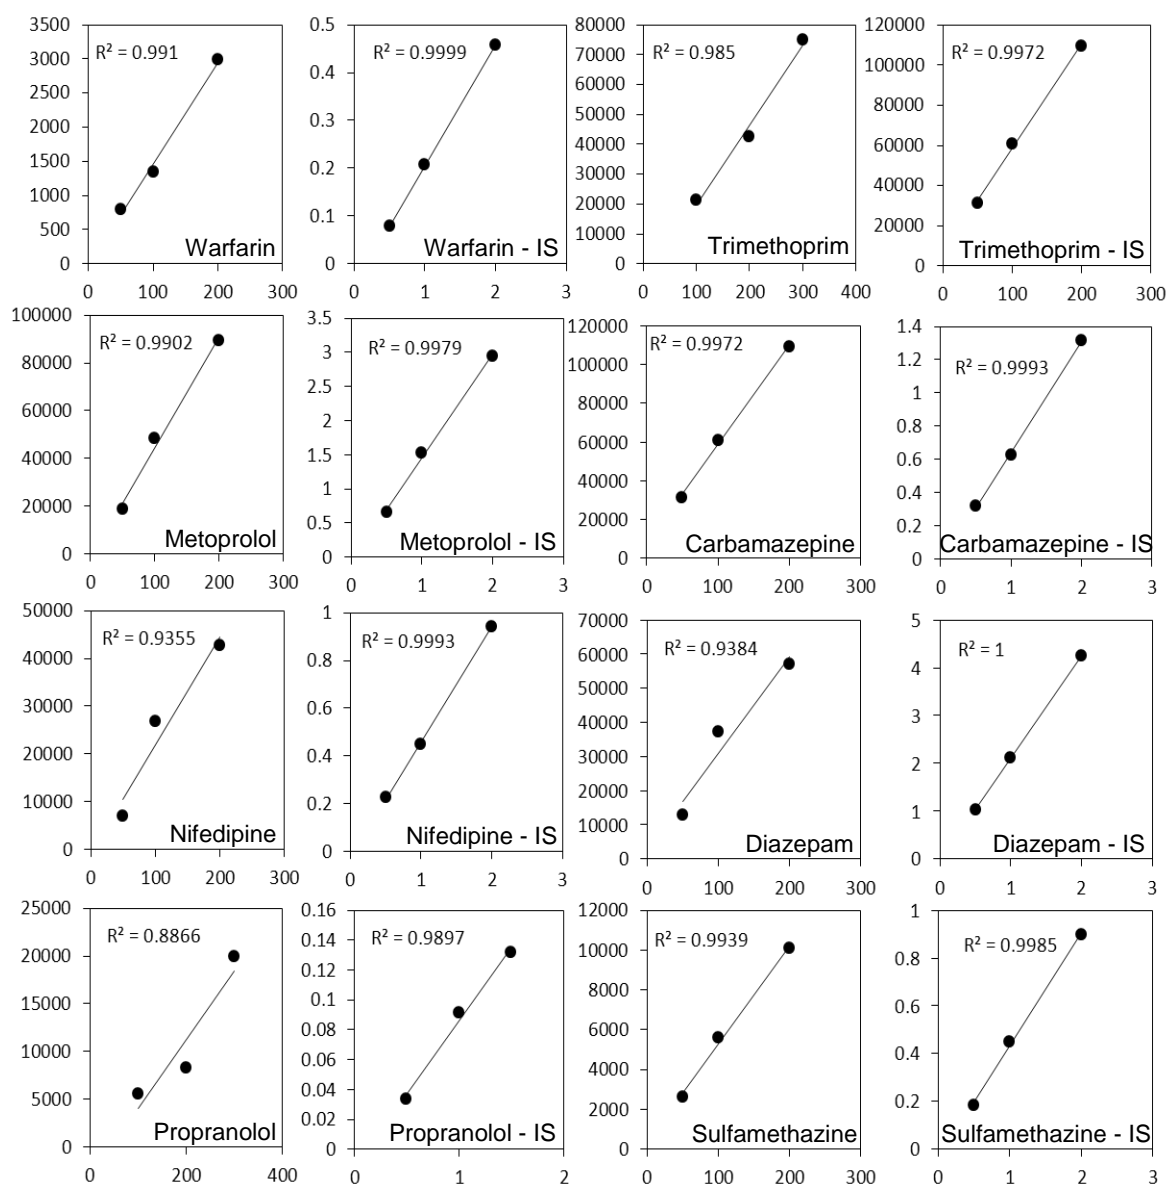 3500
3000
2500
2000
1500
1000
500
0
R² = 0.991
Warfarin
0 100 200 300
0.5
0.4
0.3
0.2
0.1
0
R² = 0.9999
Warfarin - IS
0 1 2 3
80000
70000
60000
50000
40000
30000
20000
10000
0
R² = 0.985
Trimethoprim
0 100 200 300 400
120000
100000
80000
60000
40000
20000
0
R² = 0.9972
Trimethoprim - IS
0 100 200 300
100000
80000
60000
40000
20000
0
R² = 0.9902
Metoprolol
0 100 200 300
3.5
3
2.5
2
1.5
1
0.5
0
R² = 0.9979
Metoprolol - IS
0 1 2 3
120000
100000
80000
60000
40000
20000
0
R² = 0.9972
Carbamazepine
0 100 200 300
1.4
1.2
1
0.8
0.6
0.4
0.2
0
R² = 0.9993
Carbamazepine - IS
0 1 2 3
50000
40000
30000
20000
10000
0
R² = 0.9355
Nifedipine
0 100 200 300
1
0.8
0.6
0.4
0.2
0
R² = 0.9993
Nifedipine - IS
0 1 2 3
70000
60000
50000
40000
30000
20000
10000
0
R² = 0.9384
Diazepam
0 100 200 300
5
4
3
2
1
0
R² = 1
Diazepam - IS
0 1 2 3
25000
20000
15000
10000
5000
0
R² = 0.8866
Propranolol
0 200 400
0.16
0.14
0.12
0.1
0.08
0.06
0.04
0.02
0
R² = 0.9897
Propranolol - IS
0 1 2
12000
10000
8000
6000
4000
2000
0
R² = 0.9939
Sulfamethazine
0 100 200 300
1
0.8
0.6
0.4
0.2
0
R² = 0.9985
Sulfamethazine - IS
0 1 2 3